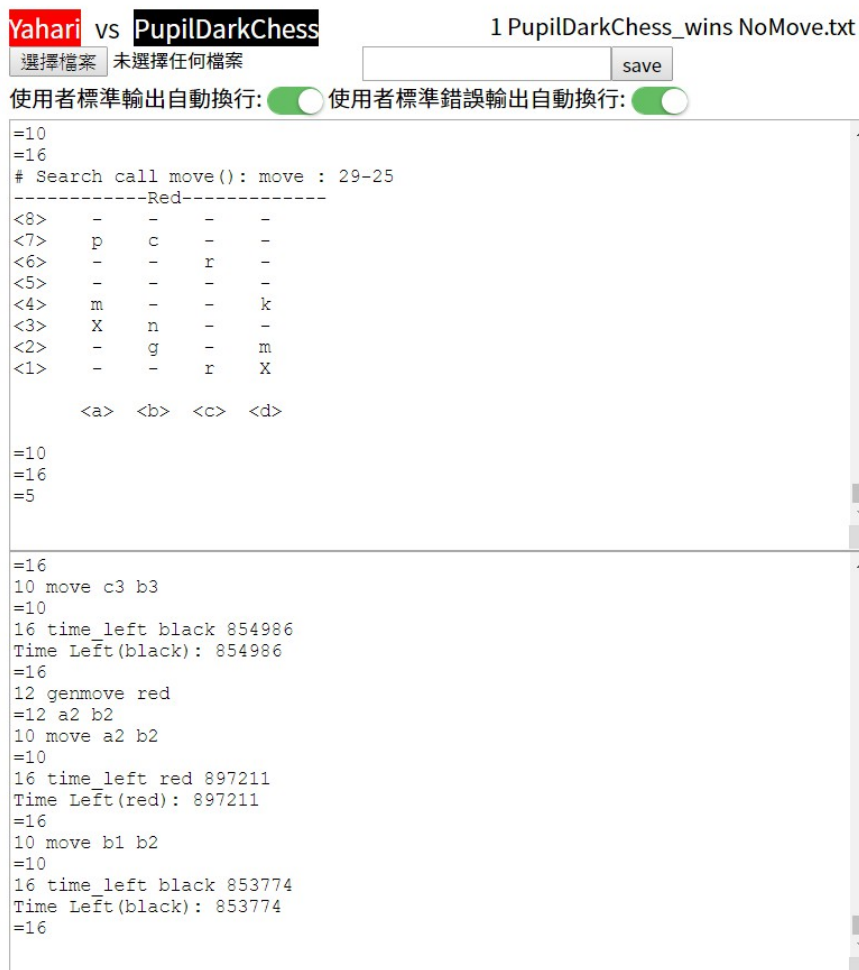 Yahari vs PupilDarkChess 1 PupilDarkChess_wins NoMove.txt
選擇檔案 未選擇任何檔案 save
使用者標準輸出自動換行: 使用者標準錯誤輸出自動換行:
=10
=16
# Search call move(): move : 29-25
------------Red-------------
<8> - - - -
<7> p c - -
<6> - - r -
<5> - - - -
<4> m - - k
<3> X n - -
<2> - g - m
<1> - - r X
<a> <b> <c> <d>
=10
=16
=5
=16
10 move c3 b3
=10
16 time_left black 854986
Time Left(black): 854986
=16
12 genmove red
=12 a2 b2
10 move a2 b2
=10
16 time_left red 897211
Time Left(red): 897211
=16
10 move b1 b2
=10
16 time_left black 853774
Time Left(black): 853774
=16